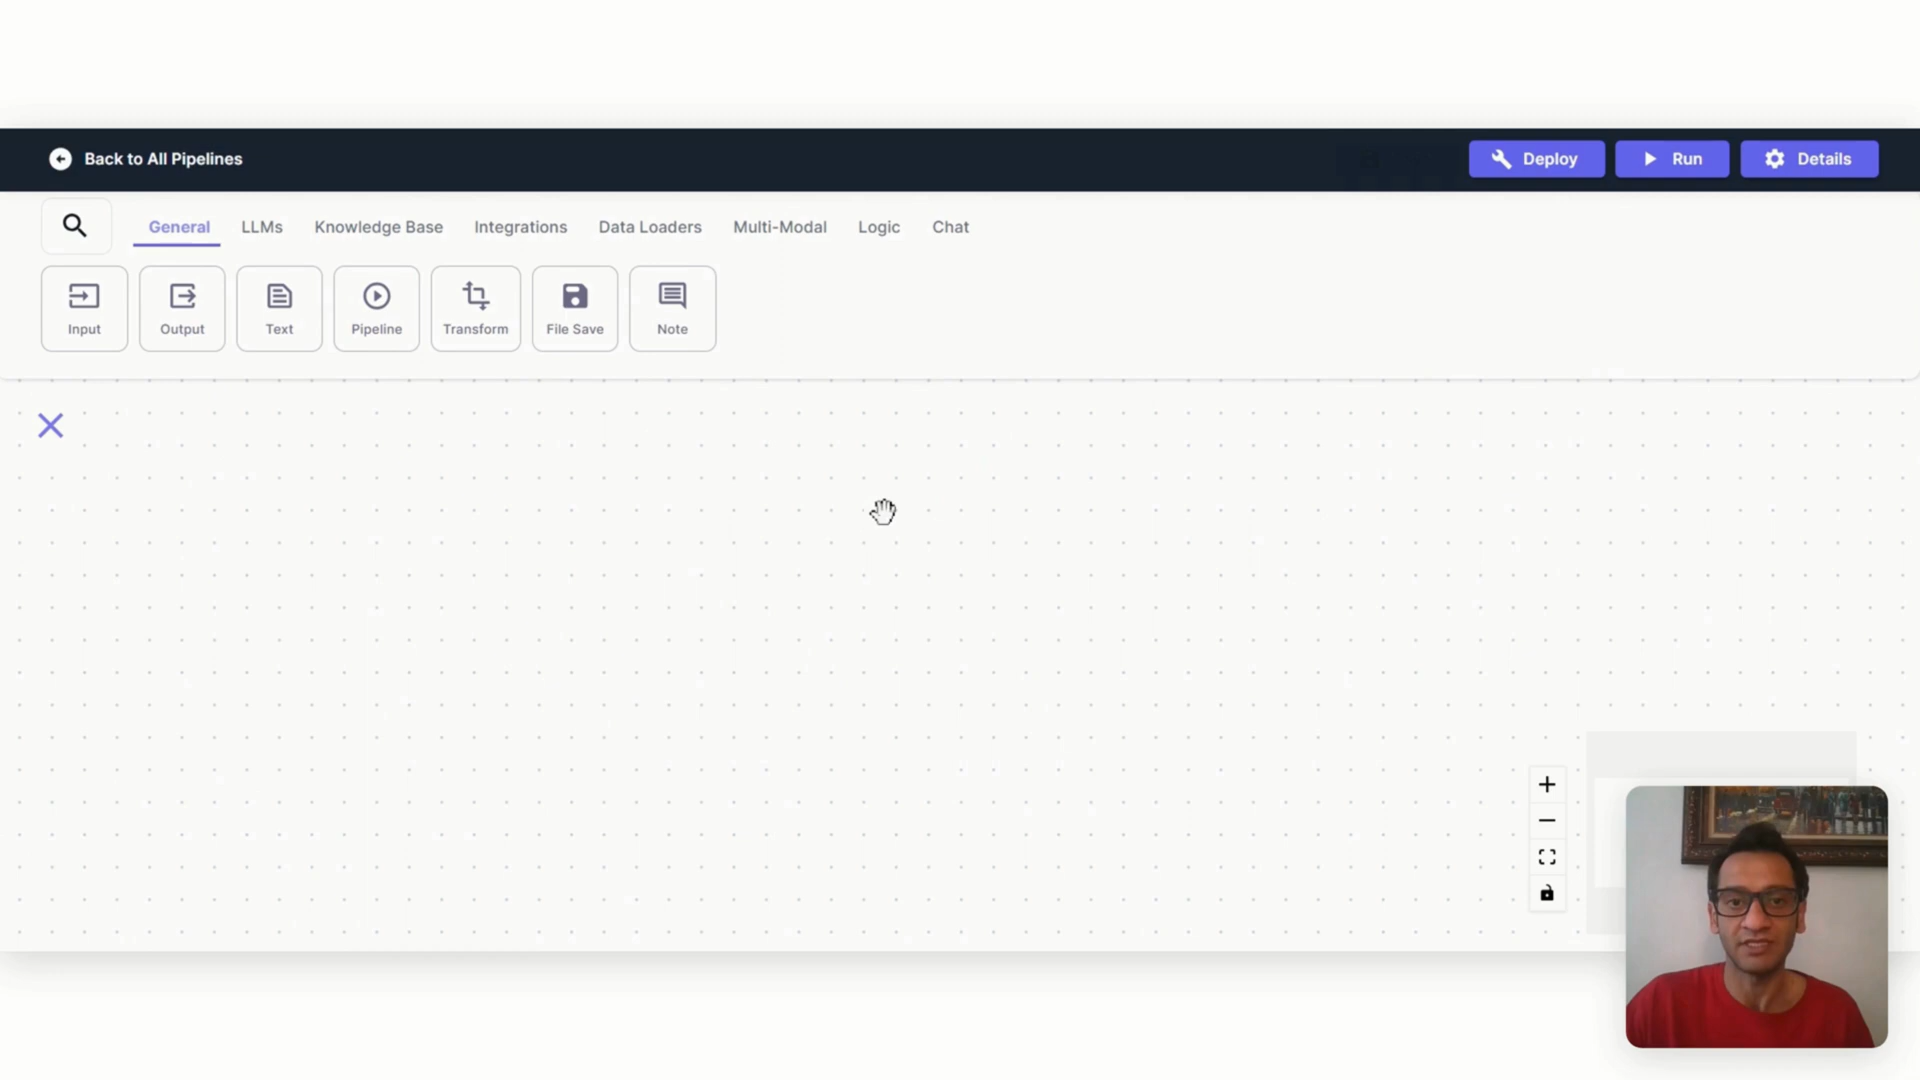 Back to All Pipelines
Deploy
Run
Details
General
LLMs
Knowledge Base
Integrations
Data Loaders
Multi-Modal
Logic
Chat
Input
Output
Text
Pipeline
Transform
File Save
Note